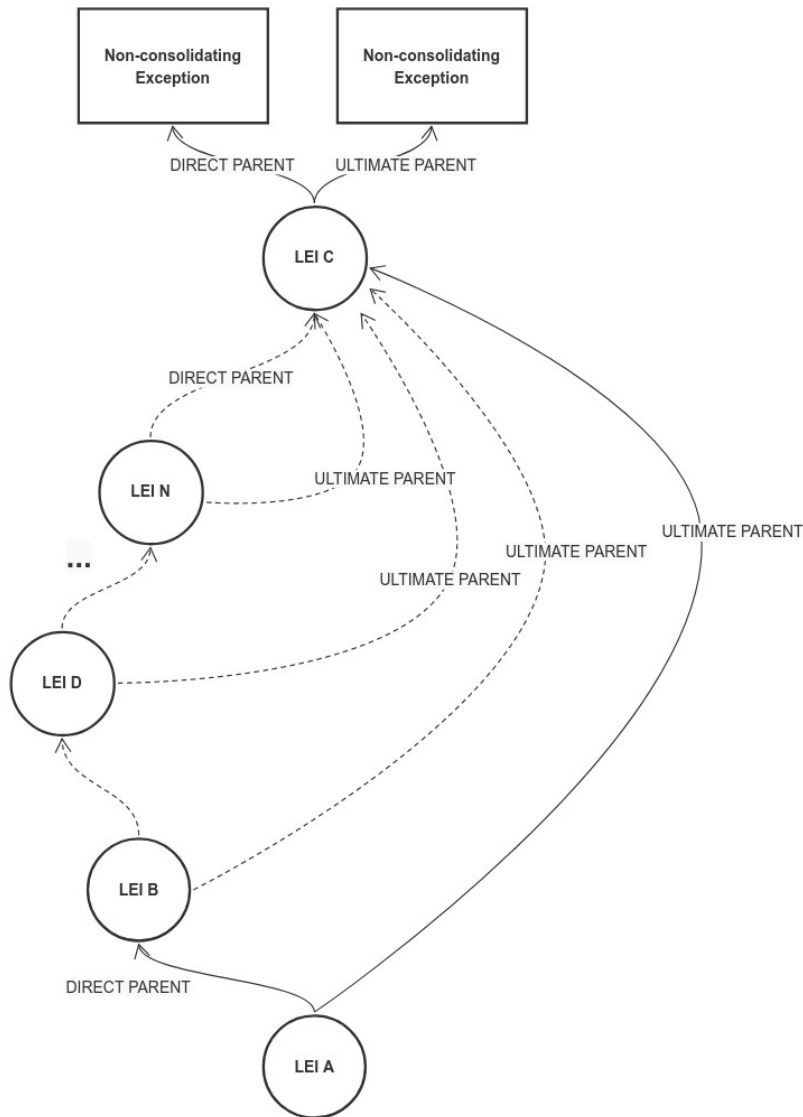 Non-consolidating
Exception
Non-consolidating
Exception
DIRECT PARENT
ULTIMATE PARENT
LEI C
DIRECT PARENT
ULTIMATE PARENT
LEI N
...
ULTIMATE PARENT
ULTIMATE PARENT
ULTIMATE PARENT
LEI D
LEI B
DIRECT PARENT
LEI A